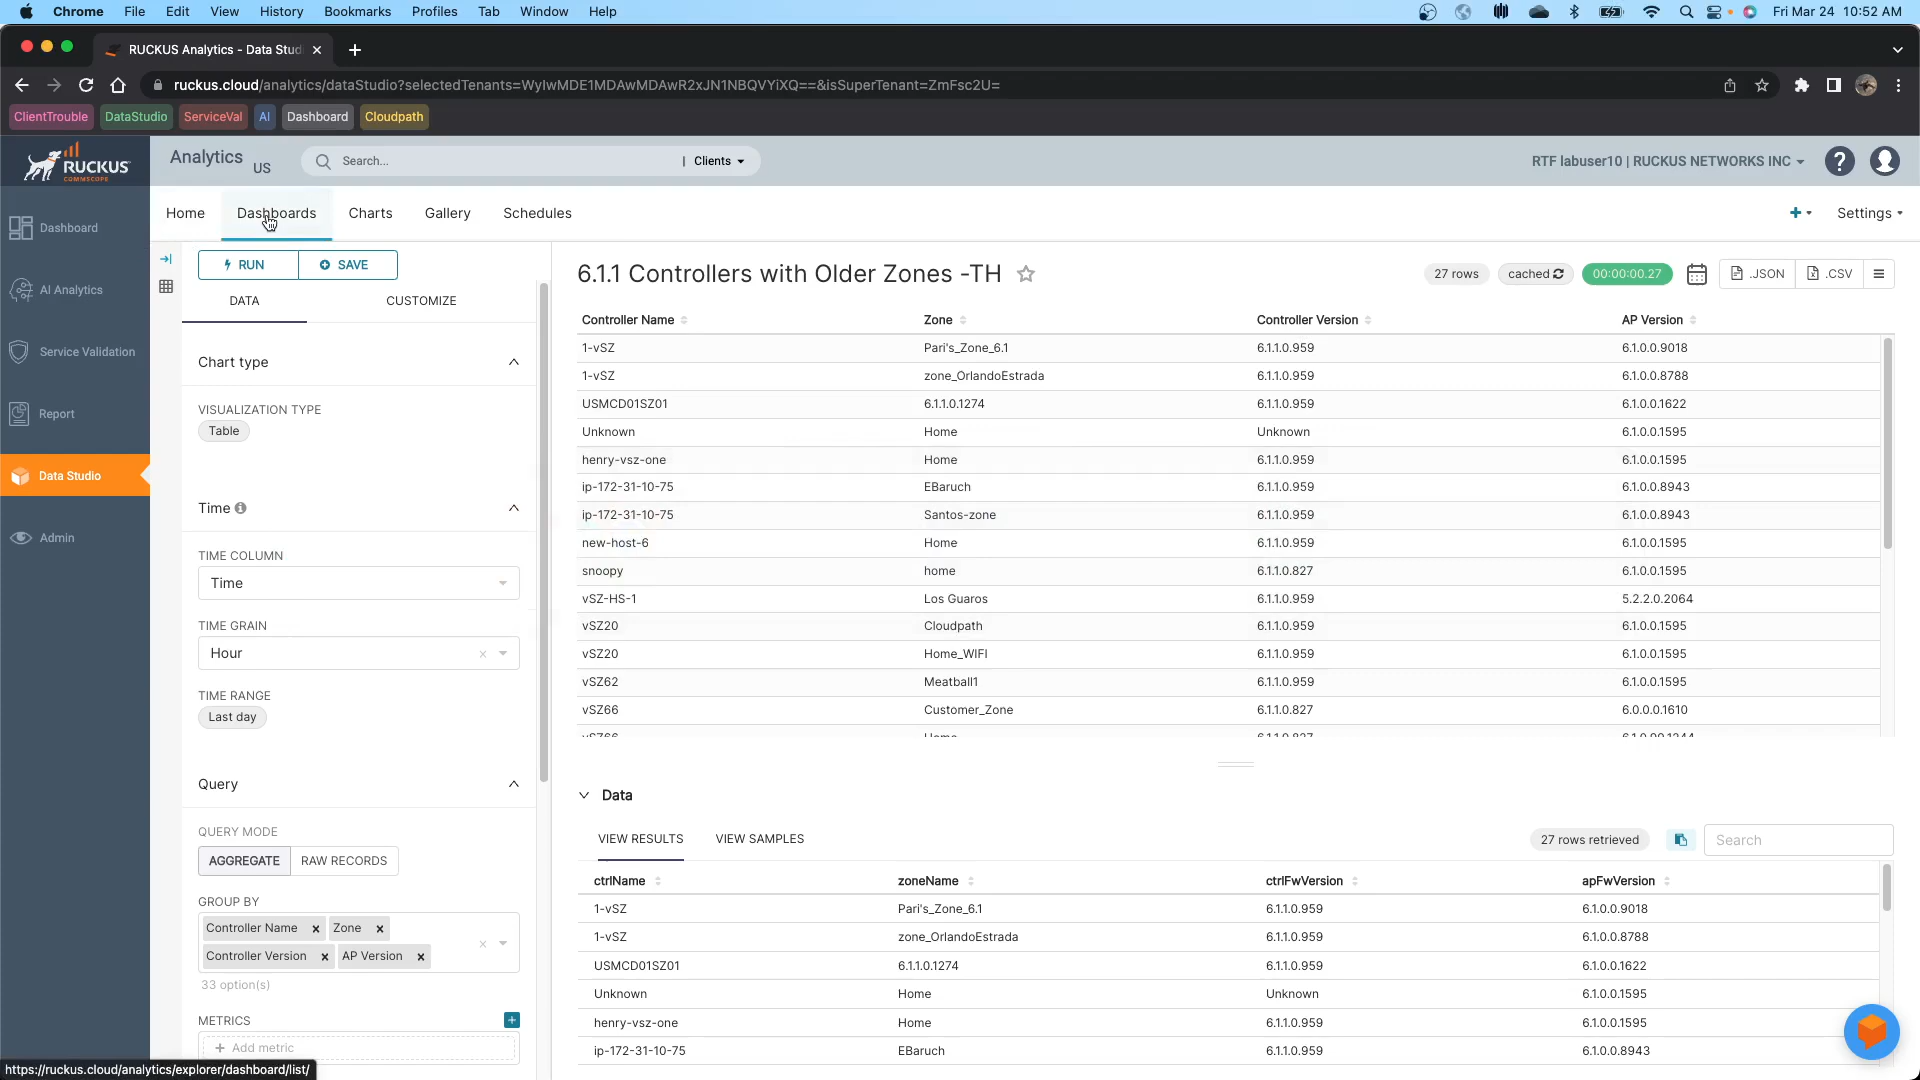 Chrome File Edit View History Bookmarks Profiles Tab Window Help Fri Mar 24 10:52 AM
RUCKUS Analytics - Data Stud
ruckus.cloud/analytics/dataStudio?selectedTenants=WyIwMDE1MDAwMDAwR2xJN1NBQVYiXQ==&isSuperTenant=ZmFsc2U=
ClientTrouble DataStudio ServiceVal AI Dashboard Cloudpath
RUCKUS
COMMSCOPE
Analytics US
Search... | Clients
RTF labuser10 | RUCKUS NETWORKS INC
?
Home Dashboards Charts Gallery Schedules
+ Settings
Dashboard
AI Analytics
Service Validation
Report
Data Studio
Admin
RUN SAVE
DATA CUSTOMIZE
Chart type
VISUALIZATION TYPE
Table
Time
TIME COLUMN
Time
TIME GRAIN
Hour
TIME RANGE
Last day
Query
QUERY MODE
AGGREGATE RAW RECORDS
GROUP BY
Controller Name × Zone ×
Controller Version × AP Version ×
33 option(s)
METRICS
+ Add metric
6.1.1 Controllers with Older Zones -TH
27 rows cached 00:00:00.27 .JSON .CSV
Controller Name Zone Controller Version AP Version
1-vSZ Pari's_Zone_6.1 6.1.1.0.959 6.1.0.0.9018
1-vSZ zone_OrlandoEstrada 6.1.1.0.959 6.1.0.0.8788
USMCD01SZ01 6.1.1.0.1274 6.1.1.0.959 6.1.0.0.1622
Unknown Home Unknown 6.1.0.0.1595
henry-vsz-one Home 6.1.1.0.959 6.1.0.0.1595
ip-172-31-10-75 EBaruch 6.1.1.0.959 6.1.0.0.8943
ip-172-31-10-75 Santos-zone 6.1.1.0.959 6.1.0.0.8943
new-host-6 Home 6.1.1.0.959 6.1.0.0.1595
snoopy home 6.1.1.0.827 6.1.0.0.1595
vSZ-HS-1 Los Guaros 6.1.1.0.959 5.2.2.0.2064
vSZ20 Cloudpath 6.1.1.0.959 6.1.0.0.1595
vSZ20 Home_WIFI 6.1.1.0.959 6.1.0.0.1595
vSZ62 Meatball1 6.1.1.0.959 6.1.0.0.1595
vSZ66 Customer_Zone 6.1.1.0.827 6.0.0.0.1610
vSZ66 Home 6.1.1.0.827
Data
VIEW RESULTS VIEW SAMPLES
27 rows retrieved Search
ctrlName zoneName ctrlFwVersion apFwVersion
1-vSZ Pari's_Zone_6.1 6.1.1.0.959 6.1.0.0.9018
1-vSZ zone_OrlandoEstrada 6.1.1.0.959 6.1.0.0.8788
USMCD01SZ01 6.1.1.0.1274 6.1.1.0.959 6.1.0.0.1622
Unknown Home Unknown 6.1.0.0.1595
henry-vsz-one Home 6.1.1.0.959 6.1.0.0.1595
ip-172-31-10-75 EBaruch 6.1.1.0.959 6.1.0.0.8943
https://ruckus.cloud/analytics/explorer/dashboard/list/